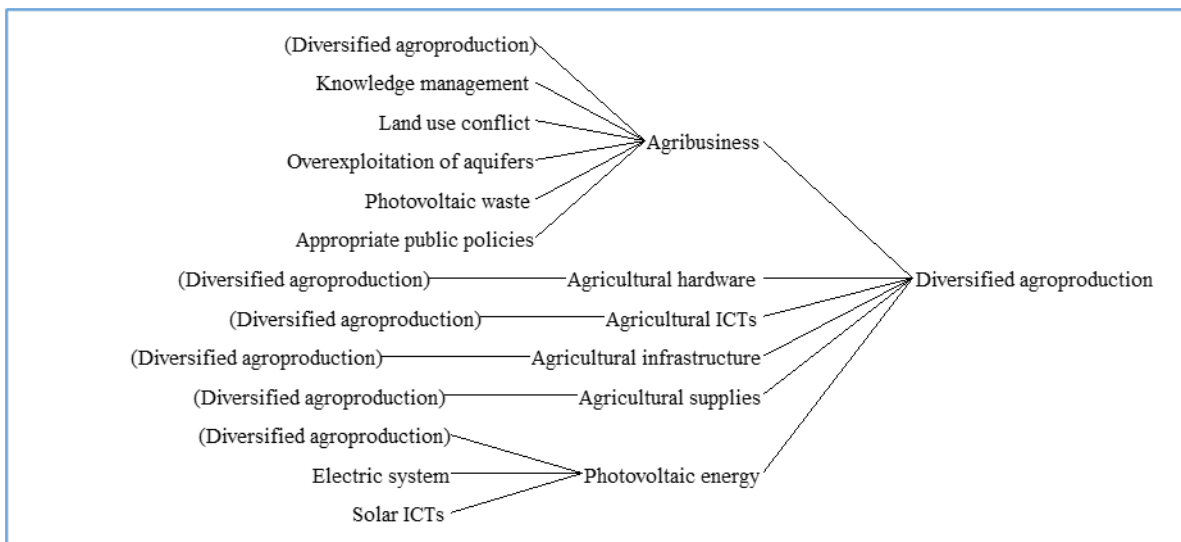 (Diversified agroproduction)
Knowledge management
Land use conflict
Overexploitation of aquifers
Photovoltaic waste
Appropriate public policies
Agribusiness
(Diversified agroproduction)
Agricultural hardware
(Diversified agroproduction)
Agricultural ICTs
(Diversified agroproduction)
Agricultural infrastructure
(Diversified agroproduction)
Agricultural supplies
(Diversified agroproduction)
Electric system
Solar ICTs
Photovoltaic energy
Diversified agroproduction